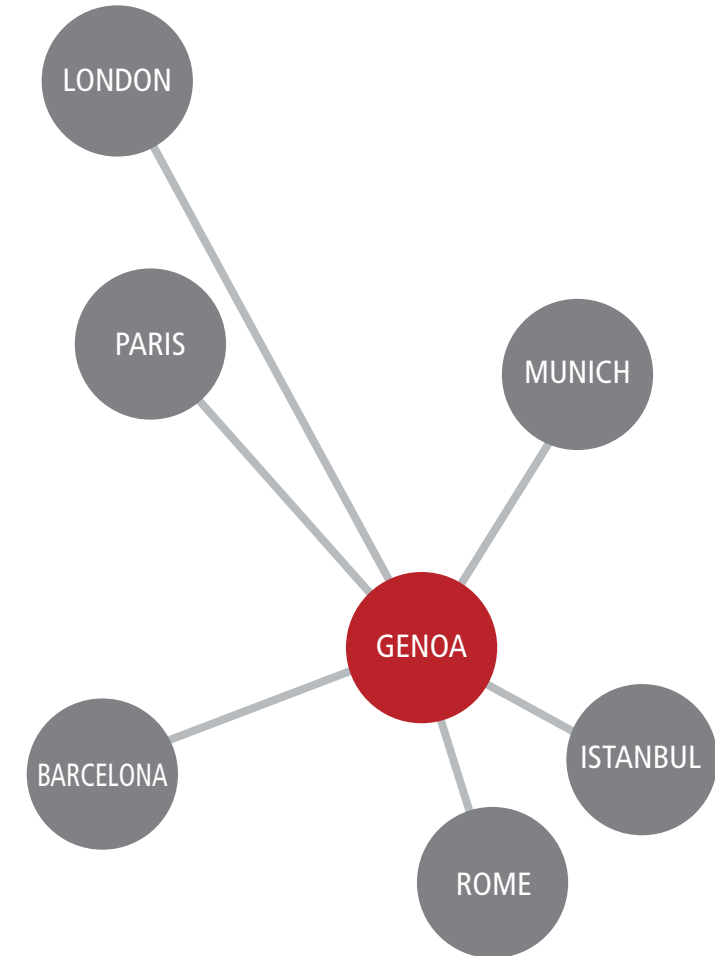 LONDON
PARIS
MUNICH
GENOA
BARCELONA
ISTANBUL
ROME